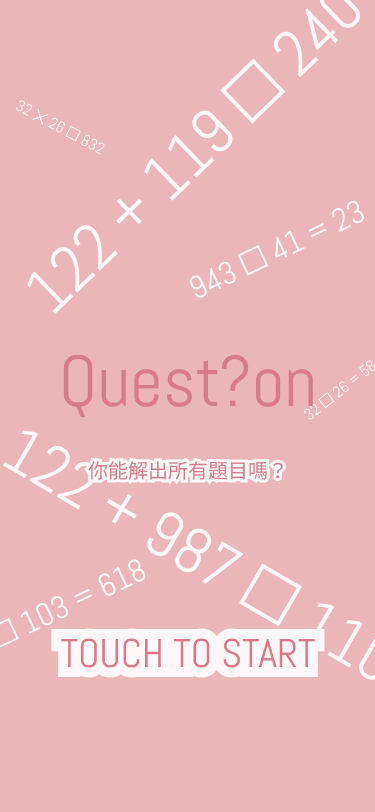 122 + 119 □ 240
32 × 26 □ 832
943 □ 41 = 23
Quest?on
32 □ 26 = 58
你能解出所有題目嗎？
122 + 987 □ 110
□ 103 = 618
TOUCH TO START